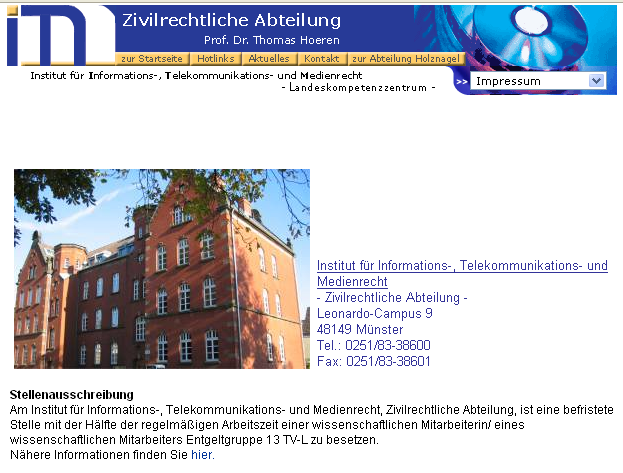 itm
Zivilrechtliche Abteilung
Prof. Dr. Thomas Hoeren
zur Startseite Hotlinks Aktuelles Kontakt zur Abteilung Holznagel
Institut für Informations-, Telekommunikations- und Medienrecht
- Landeskompetenzzentrum -
>> Impressum
Institut für Informations-, Telekommunikations- und
Medienrecht
- Zivilrechtliche Abteilung -
Leonardo-Campus 9
48149 Münster
Tel.: 0251/83-38600
Fax: 0251/83-38601
Stellenausschreibung
Am Institut für Informations-, Telekommunikations- und Medienrecht, Zivilrechtliche Abteilung, ist eine befristete
Stelle mit der Hälfte der regelmäßigen Arbeitszeit einer wissenschaftlichen Mitarbeiterin/ eines
wissenschaftlichen Mitarbeiters Entgeltgruppe 13 TV-L zu besetzen.
Nähere Informationen finden Sie hier.